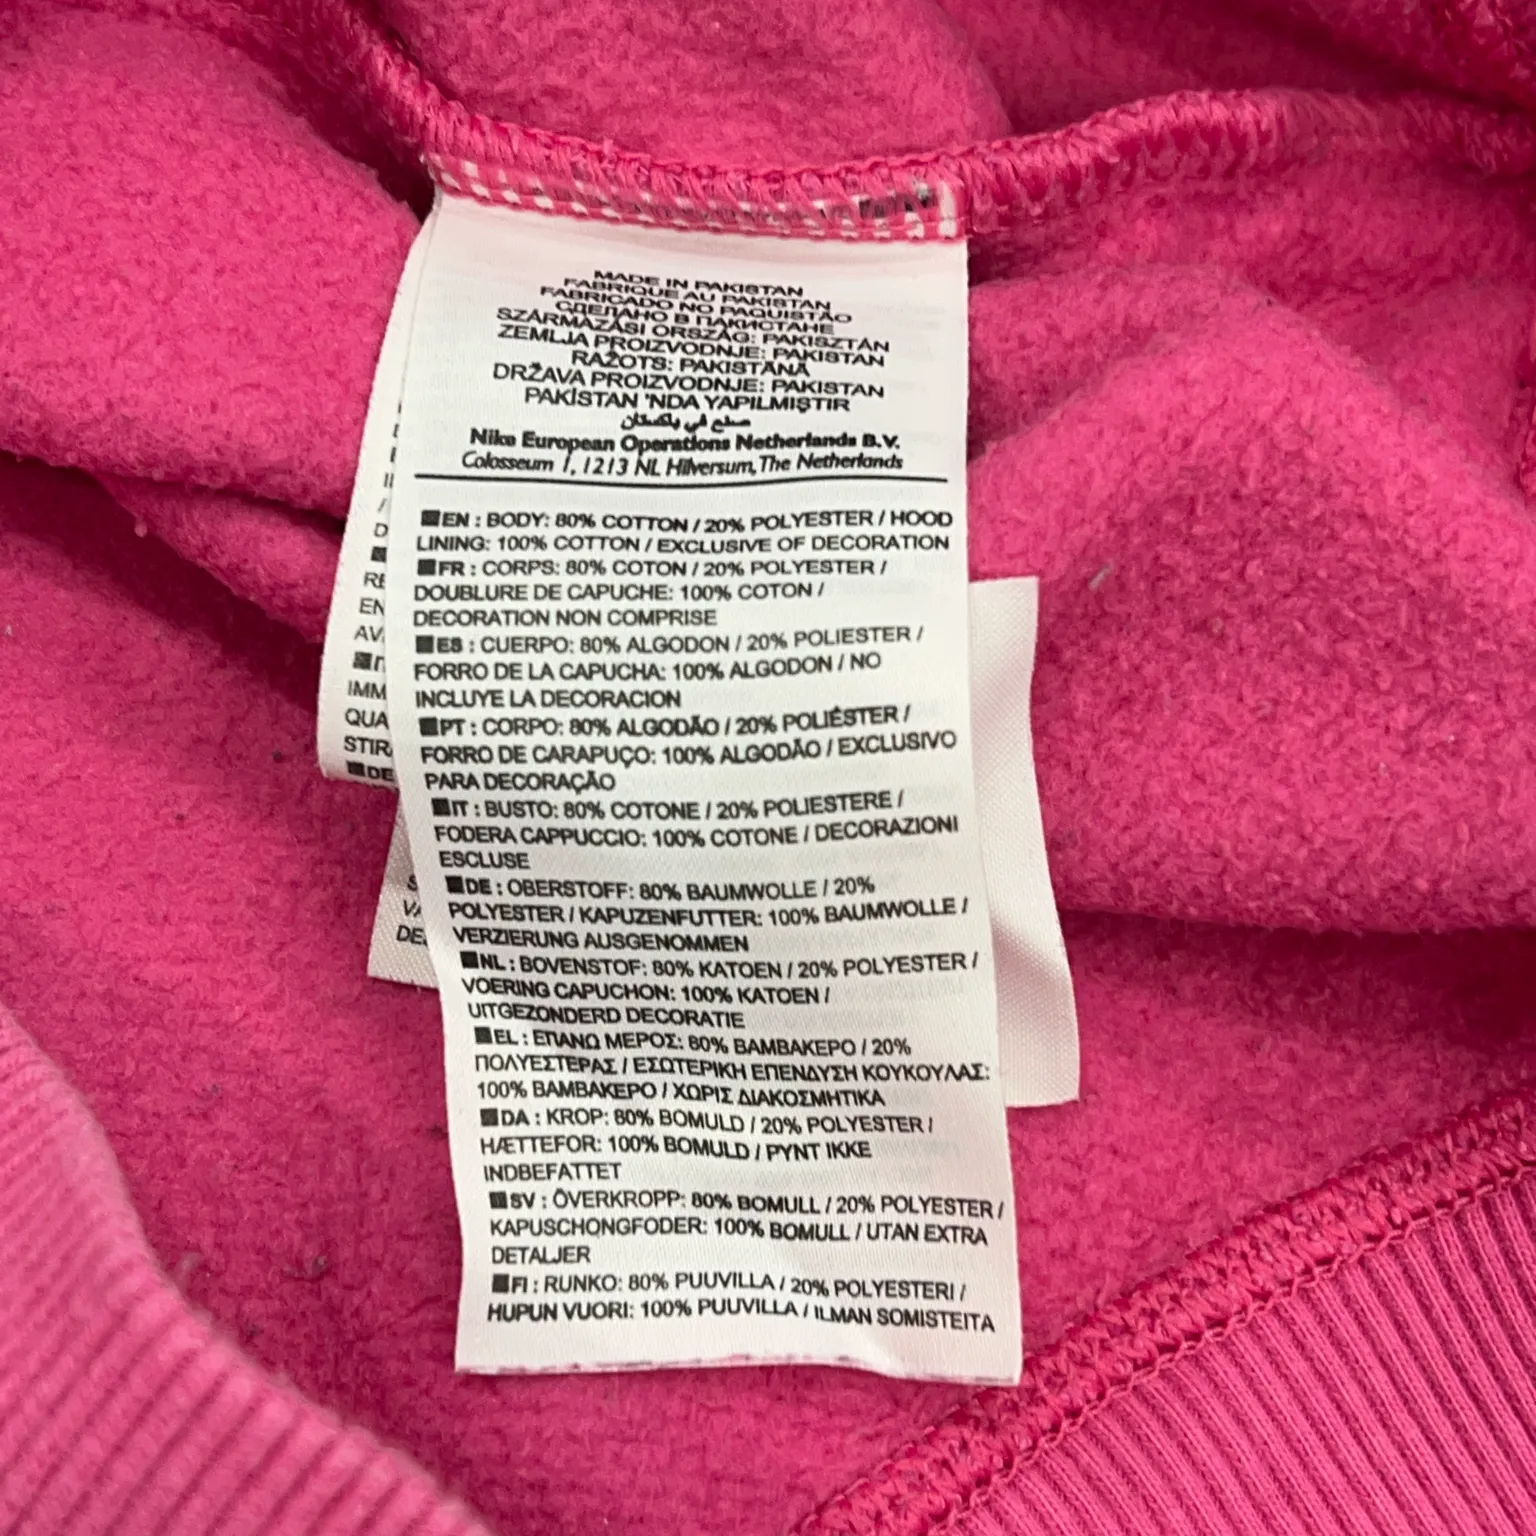 MADE IN PAKISTAN
FABRIQUE AU PAKISTAN
FABRICADO NO PAQUISTÃO
СДЕЛАНО В ПАКИСТАНЕ
SZÁRMAZÁSI ORSZÁG: PAKISZTÁN
ZEMLJA PROIZVODNJE: PAKISTAN
RAŽOTS: PAKISTĀNĀ
DRŽAVA PROIZVODNJE: PAKISTAN
PAKİSTAN 'NDA YAPILMIŞTIR
صنع في باكستان
Nike European Operations Netherlands B.V.
Colosseum 1, 1213 NL Hilversum, The Netherlands
EN : BODY: 80% COTTON / 20% POLYESTER / HOOD
LINING: 100% COTTON / EXCLUSIVE OF DECORATION
FR : CORPS: 80% COTON / 20% POLYESTER /
DOUBLURE DE CAPUCHE: 100% COTON /
DECORATION NON COMPRISE
ES : CUERPO: 80% ALGODON / 20% POLIESTER /
FORRO DE LA CAPUCHA: 100% ALGODON / NO
INCLUYE LA DECORACION
PT : CORPO: 80% ALGODÃO / 20% POLIÉSTER /
FORRO DE CARAPUÇO: 100% ALGODÃO / EXCLUSIVO
PARA DECORAÇÃO
IT : BUSTO: 80% COTONE / 20% POLIESTERE /
FODERA CAPPUCCIO: 100% COTONE / DECORAZIONI
ESCLUSE
DE : OBERSTOFF: 80% BAUMWOLLE / 20%
POLYESTER / KAPUZENFUTTER: 100% BAUMWOLLE /
VERZIERUNG AUSGENOMMEN
NL : BOVENSTOF: 80% KATOEN / 20% POLYESTER /
VOERING CAPUCHON: 100% KATOEN /
UITGEZONDERD DECORATIE
EL : ΕΠΑΝΩ ΜΕΡΟΣ: 80% ΒΑΜΒΑΚΕΡΟ / 20%
ΠΟΛΥΕΣΤΕΡΑΣ / ΕΣΩΤΕΡΙΚΗ ΕΠΕΝΔΥΣΗ ΚΟΥΚΟΥΛΑΣ:
100% ΒΑΜΒΑΚΕΡΟ / ΧΩΡΙΣ ΔΙΑΚΟΣΜΗΤΙΚΑ
DA : KROP: 80% BOMULD / 20% POLYESTER /
HÆTTEFOR: 100% BOMULD / PYNT IKKE
INDBEFATTET
SV : ÖVERKROPP: 80% BOMULL / 20% POLYESTER /
KAPUSCHONGFODER: 100% BOMULL / UTAN EXTRA
DETALJER
FI : RUNKO: 80% PUUVILLA / 20% POLYESTERI /
HUPUN VUORI: 100% PUUVILLA / ILMAN SOMISTEITA